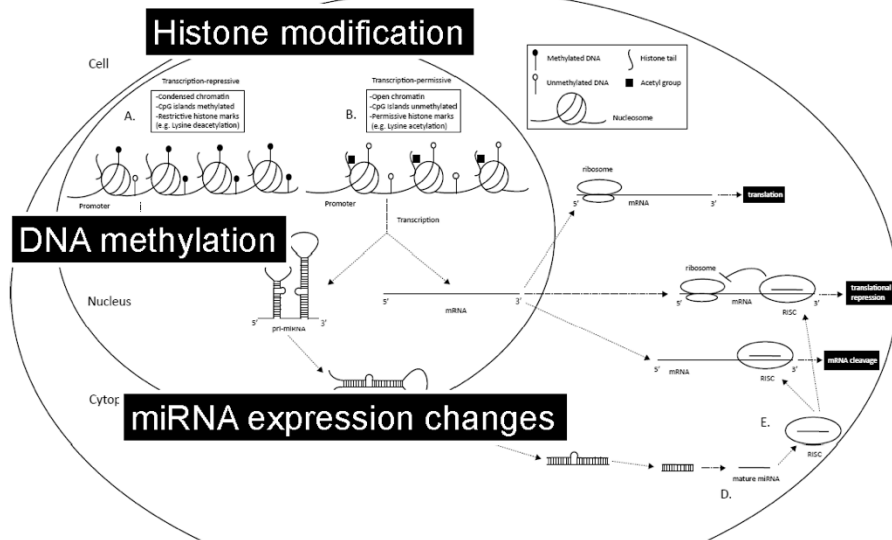 Histone modification
Cell
Transcription-repressive
A.
-Condensed chromatin
-CpG islands methylated
-Restrictive histone marks
(e.g. Lysine deacetylation)
Transcription-permissive
B.
-Open chromatin
-CpG islands unmethylated
-Permissive histone marks
(e.g. Lysine acetylation)
Methylated DNA
Histone tail
Unmethylated DNA
Acetyl group
Nucleosome
Promoter
Promoter
Transcription
DNA methylation
ribosome
5' mRNA 3'
translation
Nucleus
5' 3'
pri-miRNA
5' 3'
mRNA
ribosome
5' mRNA 3'
RISC
translational
repression
5' mRNA 3'
RISC
mRNA cleavage
miRNA expression changes
E.
RISC
mature miRNA
D.